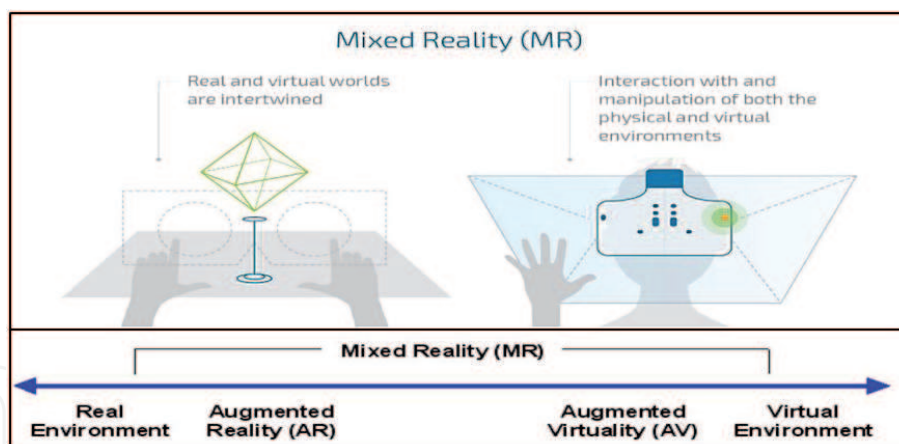 Mixed Reality (MR)
Real and virtual worlds
are intertwined
Interaction with and
manipulation of both the
physical and virtual
environments
Mixed Reality (MR)
Real
Environment
Augmented
Reality (AR)
Augmented
Virtuality (AV)
Virtual
Environment